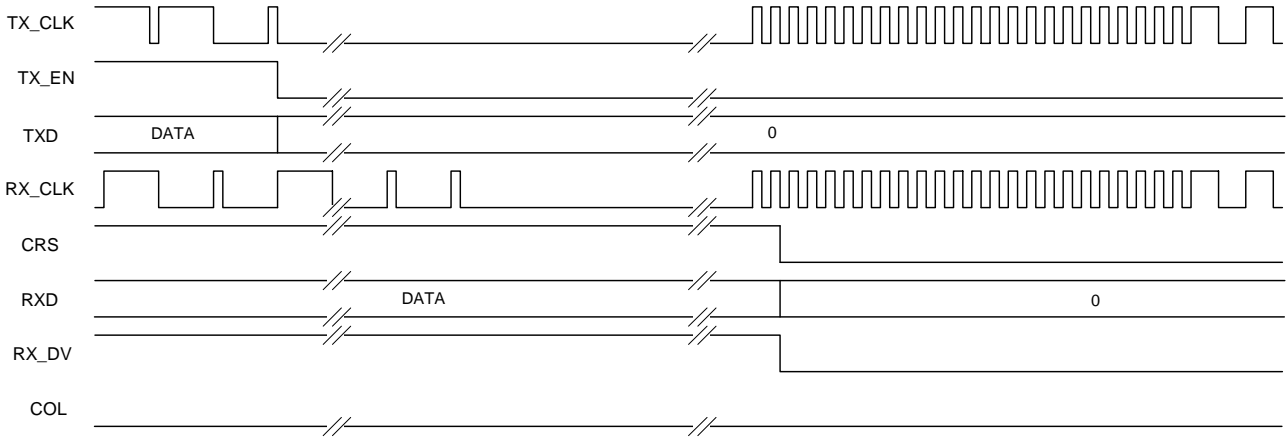 TX_CLK
TX_EN
TXD DATA 0
RX_CLK
CRS
RXD DATA 0
RX_DV
COL